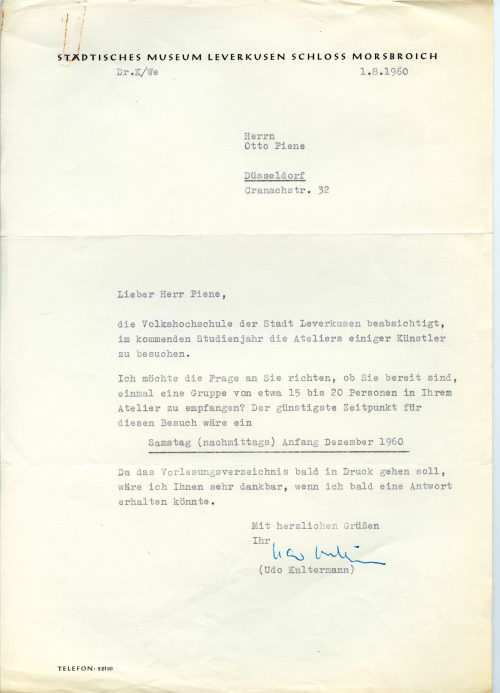 STÄDTISCHES MUSEUM LEVERKUSEN SCHLOSS MORSBROICH
Dr.K/We 1.8.1960
Herrn
Otto Piene
Düsseldorf
Cranachstr. 32
Lieber Herr Piene,
die Volkshochschule der Stadt Leverkusen beabsichtigt,
im kommenden Studienjahr die Ateliers einiger Künstler
zu besuchen.
Ich möchte die Frage an Sie richten, ob Sie bereit sind,
einmal eine Gruppe von etwa 15 bis 20 Personen in Ihrem
Atelier zu empfangen? Der günstigste Zeitpunkt für
diesen Besuch wäre ein
Samstag (nachmittags) Anfang Dezember 1960
Da das Vorlesungsverzeichnis bald in Druck gehen soll,
wäre ich Ihnen sehr dankbar, wenn ich bald eine Antwort
erhalten könnte.
Mit herzlichen Grüßen
Ihr
(Udo Kultermann)
TELEFON: